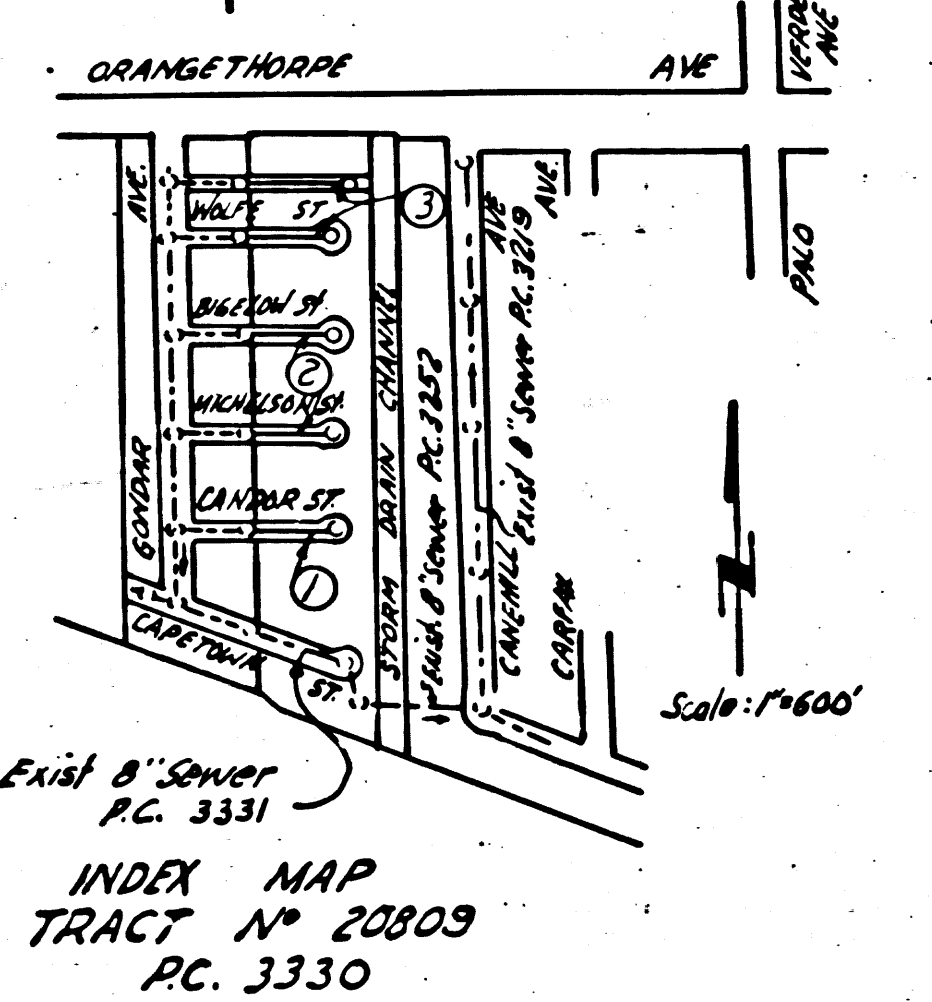 ORANGETHORPE AVE
VERDE AVE
GONDAR AVE.
WOLFE ST
3
BIGELOW St.
2
MICHELSON St.
CANDOR ST.
1
CAPETOWN ST.
STORM DRAIN CHANNEL
Exist. 8" Sewer P.C. 3252
CANEMILL AVE
Exist 8" Sewer P.C. 3219
CARFAX AVE.
PALO
Scale: 1"=600'
Exist 8" Sewer
P.C. 3331
INDEX MAP
TRACT No 20809
P.C. 3330